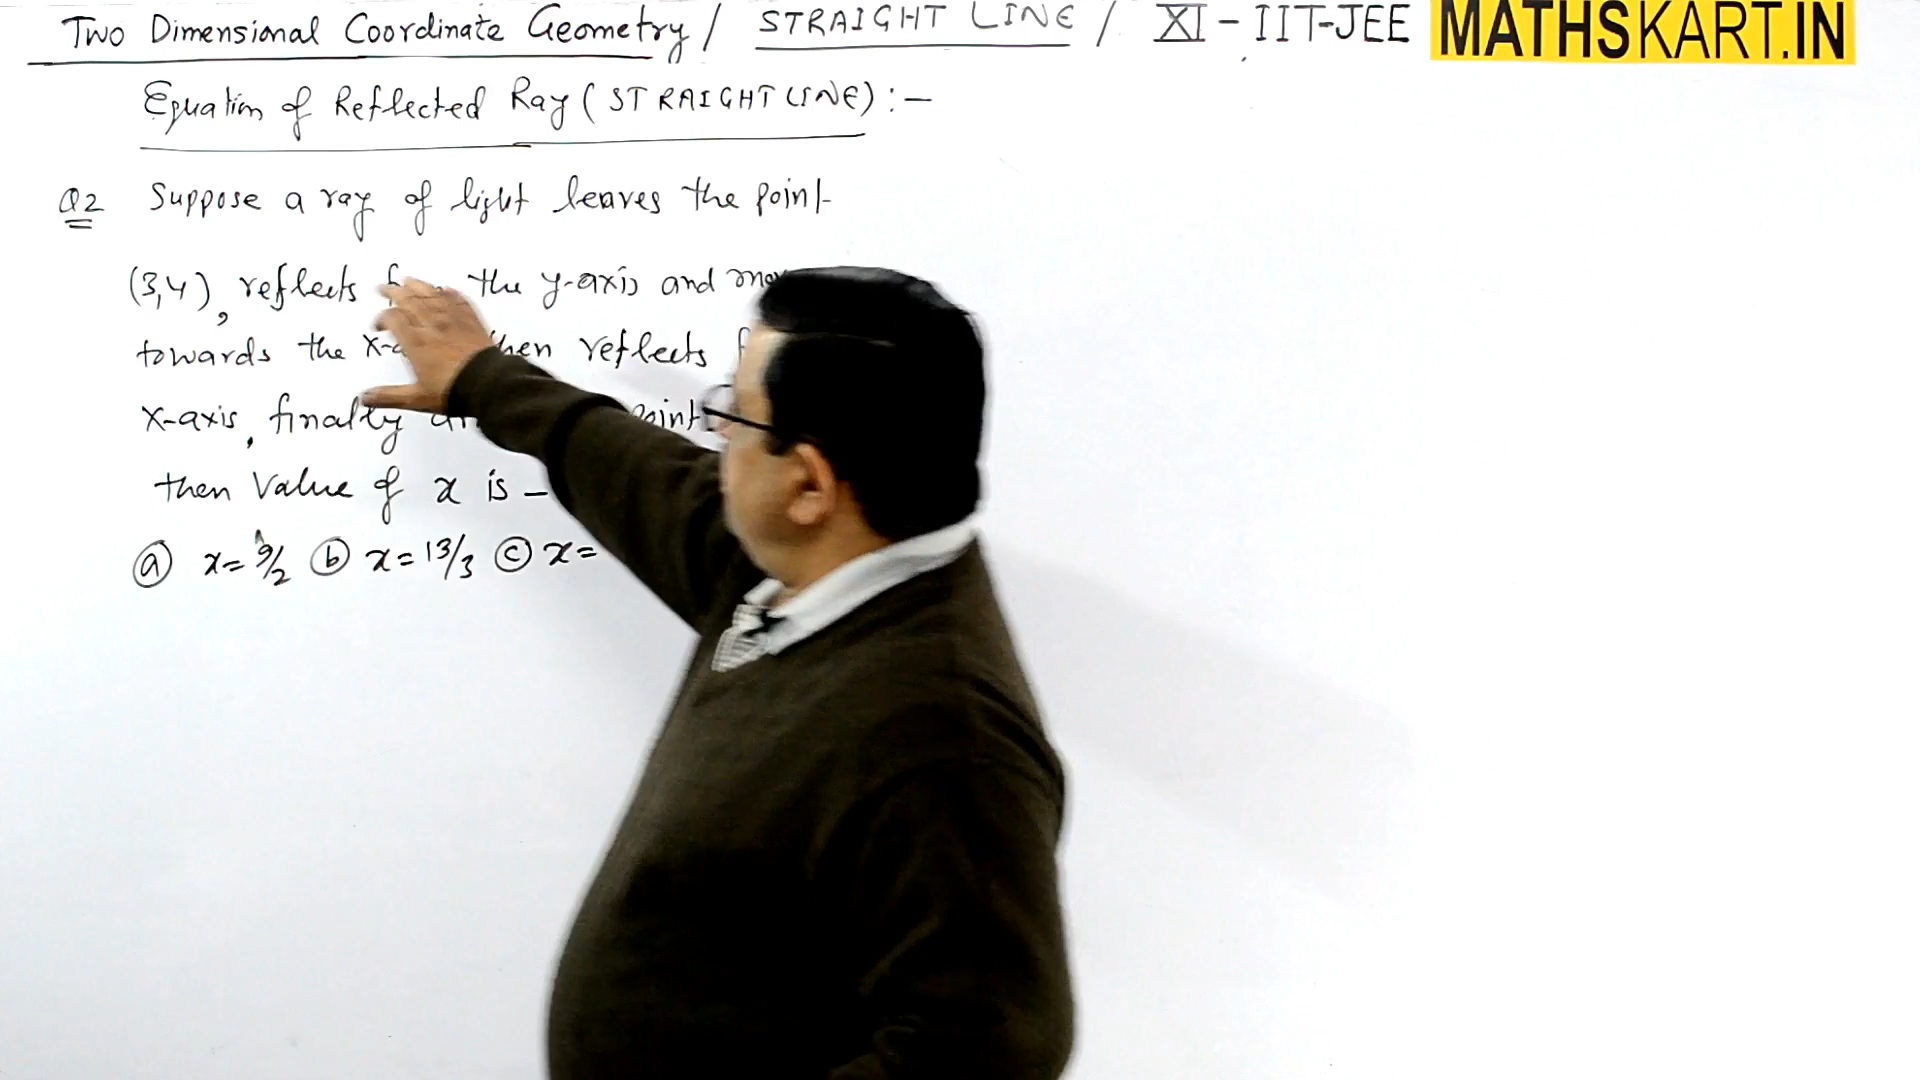 Two Dimensional Coordinate Geometry / STRAIGHT LINE / XI - IIT-JEE MATHSKART.IN
Equation of Reflected Ray (STRAIGHT LINE) :-
Q2 Suppose a ray of light leaves the point
(3,4), reflects the y-axis and
towards the reflects
x-axis, finally point
then value of x is -
(a) x = 9/2 (b) x = 13/3 (c) x =